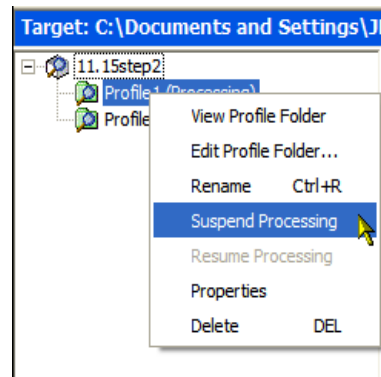 Target: C:\Documents and Settings\J
11.15step2
Profile1 (Processing)
Profile
View Profile Folder
Edit Profile Folder...
Rename Ctrl+R
Suspend Processing
Resume Processing
Properties
Delete DEL